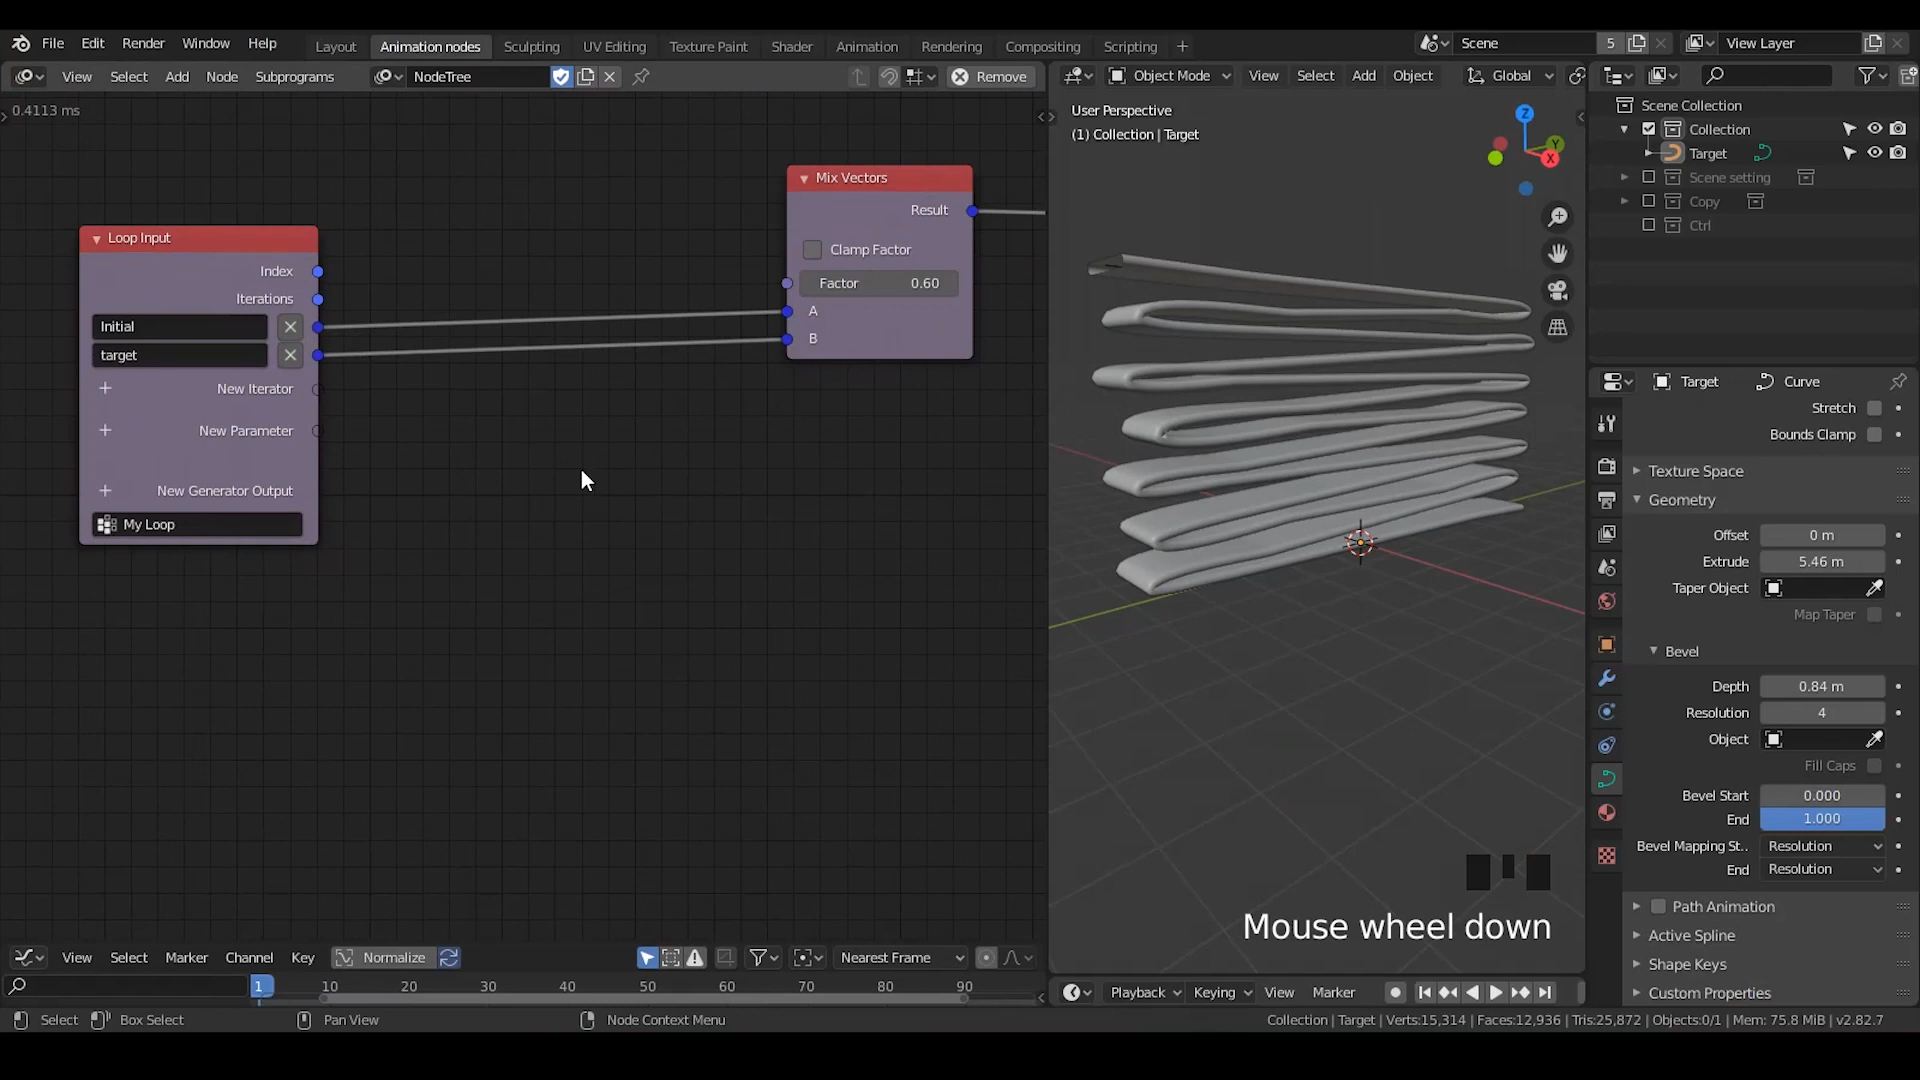 File Edit Render Window Help Layout Animation nodes Sculpting UV Editing Texture Paint Shader Animation Rendering Compositing Scripting Scene 5 View Layer
View Select Add Node Subprograms NodeTree Remove Object Mode View Select Add Object Global
0.4113 ms
User Perspective
(1) Collection | Target
Z
Y
X
Scene Collection
Collection
Target
Scene setting
Copy
Ctrl
Mix Vectors
Result
Clamp Factor
Factor 0.60
A
B
Loop Input
Index
Iterations
Initial
target
New Iterator
New Parameter
New Generator Output
My Loop
Target Curve
Stretch
Bounds Clamp
Texture Space
Geometry
Offset 0 m
Extrude 5.46 m
Taper Object
Map Taper
Bevel
Depth 0.84 m
Resolution 4
Object
Fill Caps
Bevel Start 0.000
End 1.000
Bevel Mapping St.. Resolution
End Resolution
Path Animation
Active Spline
Shape Keys
Custom Properties
Mouse wheel down
View Select Marker Channel Key Normalize Nearest Frame
1 10 20 30 40 50 60 70 80 90
Playback Keying View Marker
Select Box Select Pan View Node Context Menu
Collection | Target | Verts:15,314 | Faces:12,936 | Tris:25,872 | Objects:0/1 | Mem: 75.8 MiB | v2.82.7